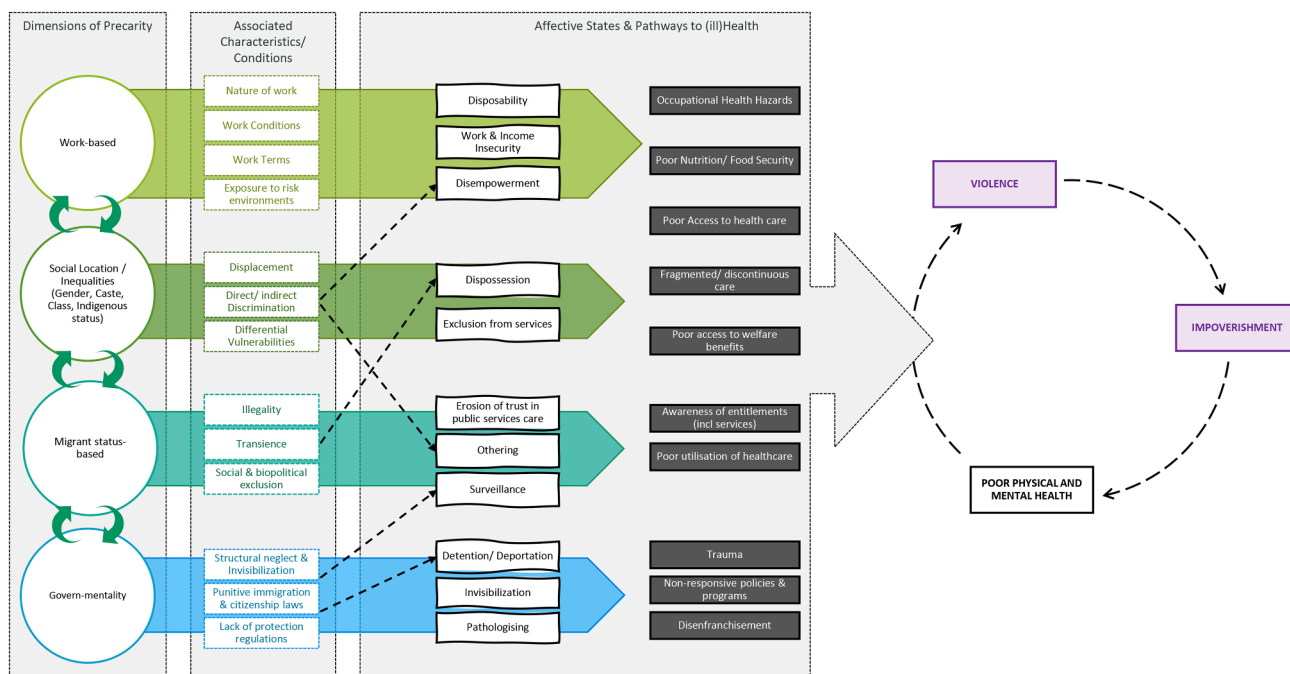 Dimensions of Precarity
Associated
Characteristics/
Conditions
Affective States & Pathways to (ill)Health
Work-based
Nature of work
Work Conditions
Work Terms
Exposure to risk
environments
Disposability
Work & Income
Insecurity
Disempowerment
Occupational Health Hazards
Poor Nutrition/ Food Security
Poor Access to health care
Social Location /
Inequalities
(Gender, Caste,
Class, Indigenous
status)
Displacement
Direct/ indirect
Discrimination
Differential
Vulnerabilities
Dispossession
Exclusion from services
Fragmented/ discontinuous
care
Poor access to welfare
benefits
Migrant status-
based
Illegality
Transience
Social & biopolitical
exclusion
Erosion of trust in
public services care
Othering
Surveillance
Awareness of entitlements
(incl services)
Poor utilisation of healthcare
Govern-mentality
Structural neglect &
Invisibilization
Punitive immigration
& citizenship laws
Lack of protection
regulations
Detention/ Deportation
Invisibilization
Pathologising
Trauma
Non-responsive policies &
programs
Disenfranchisement
VIOLENCE
IMPOVERISHMENT
POOR PHYSICAL AND
MENTAL HEALTH